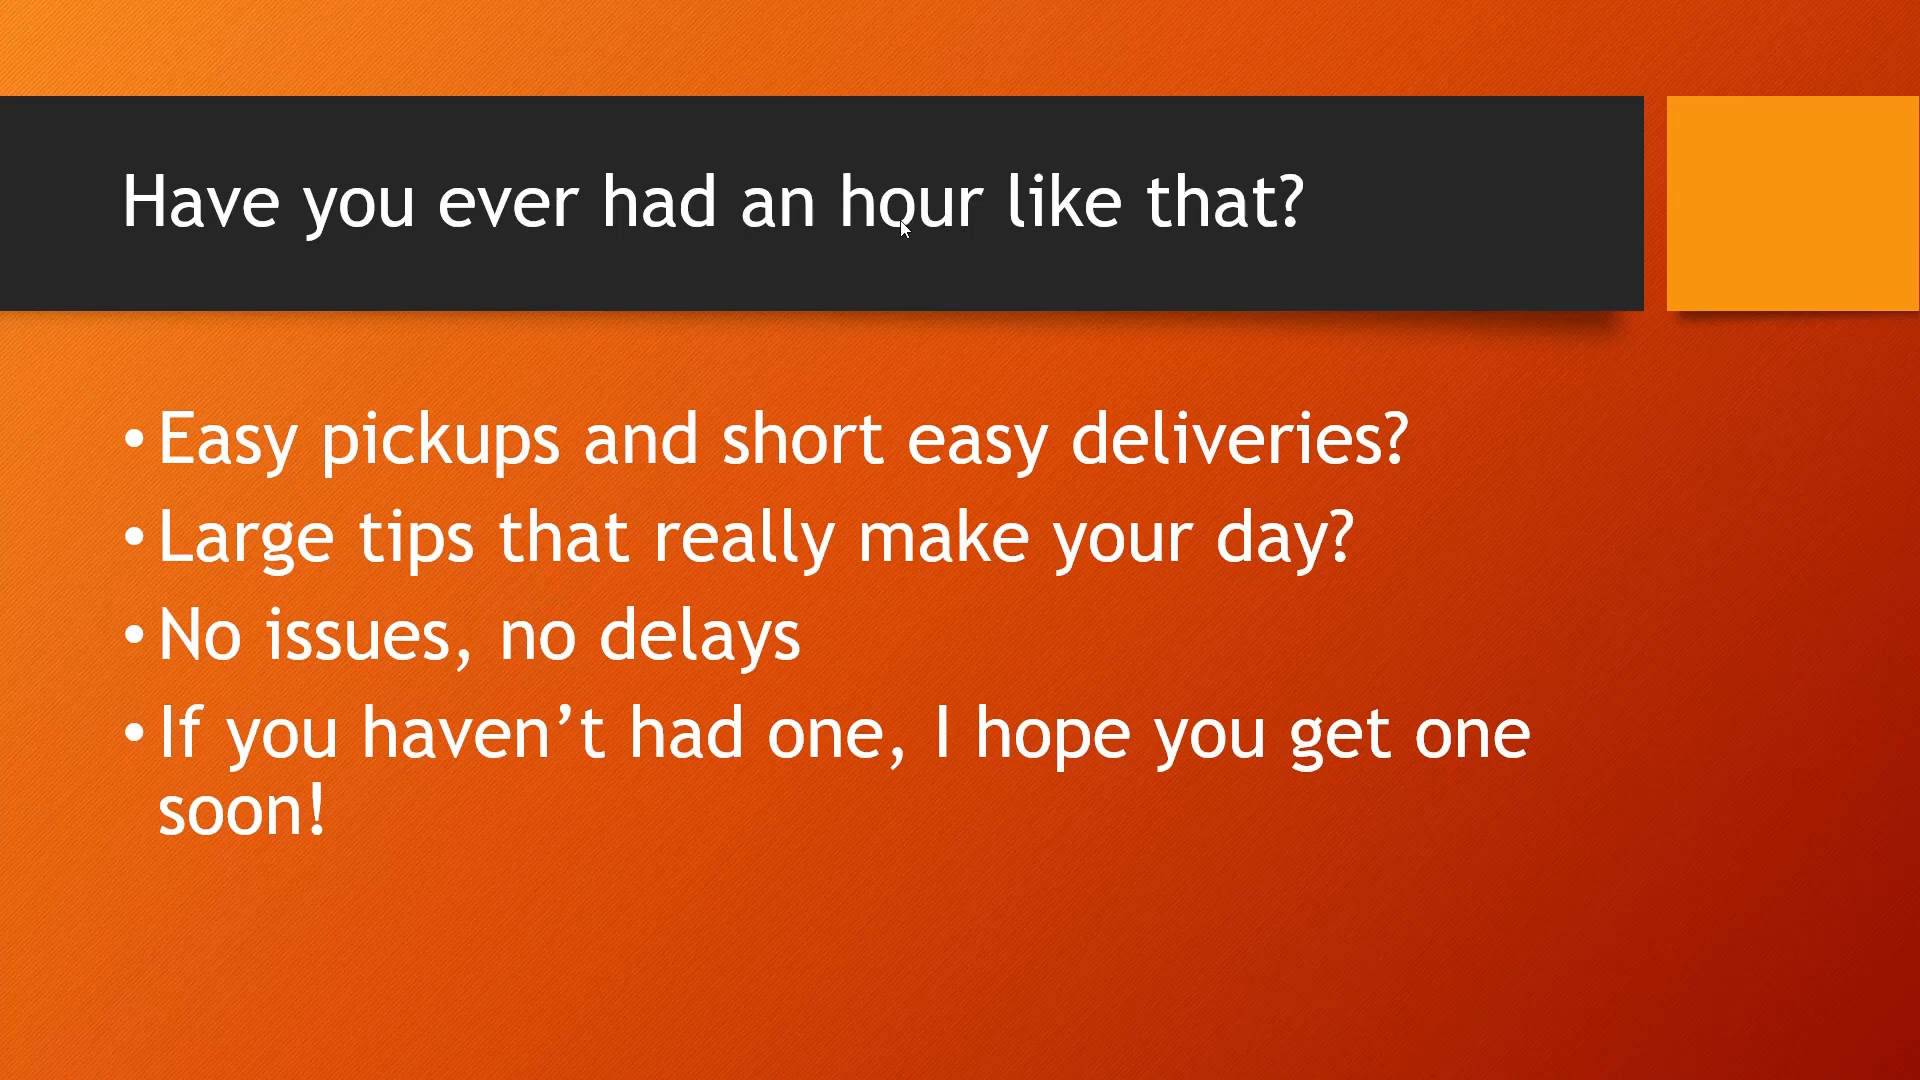 Have you ever had an hour like that?
• Easy pickups and short easy deliveries?
• Large tips that really make your day?
• No issues, no delays
• If you haven’t had one, I hope you get one
soon!